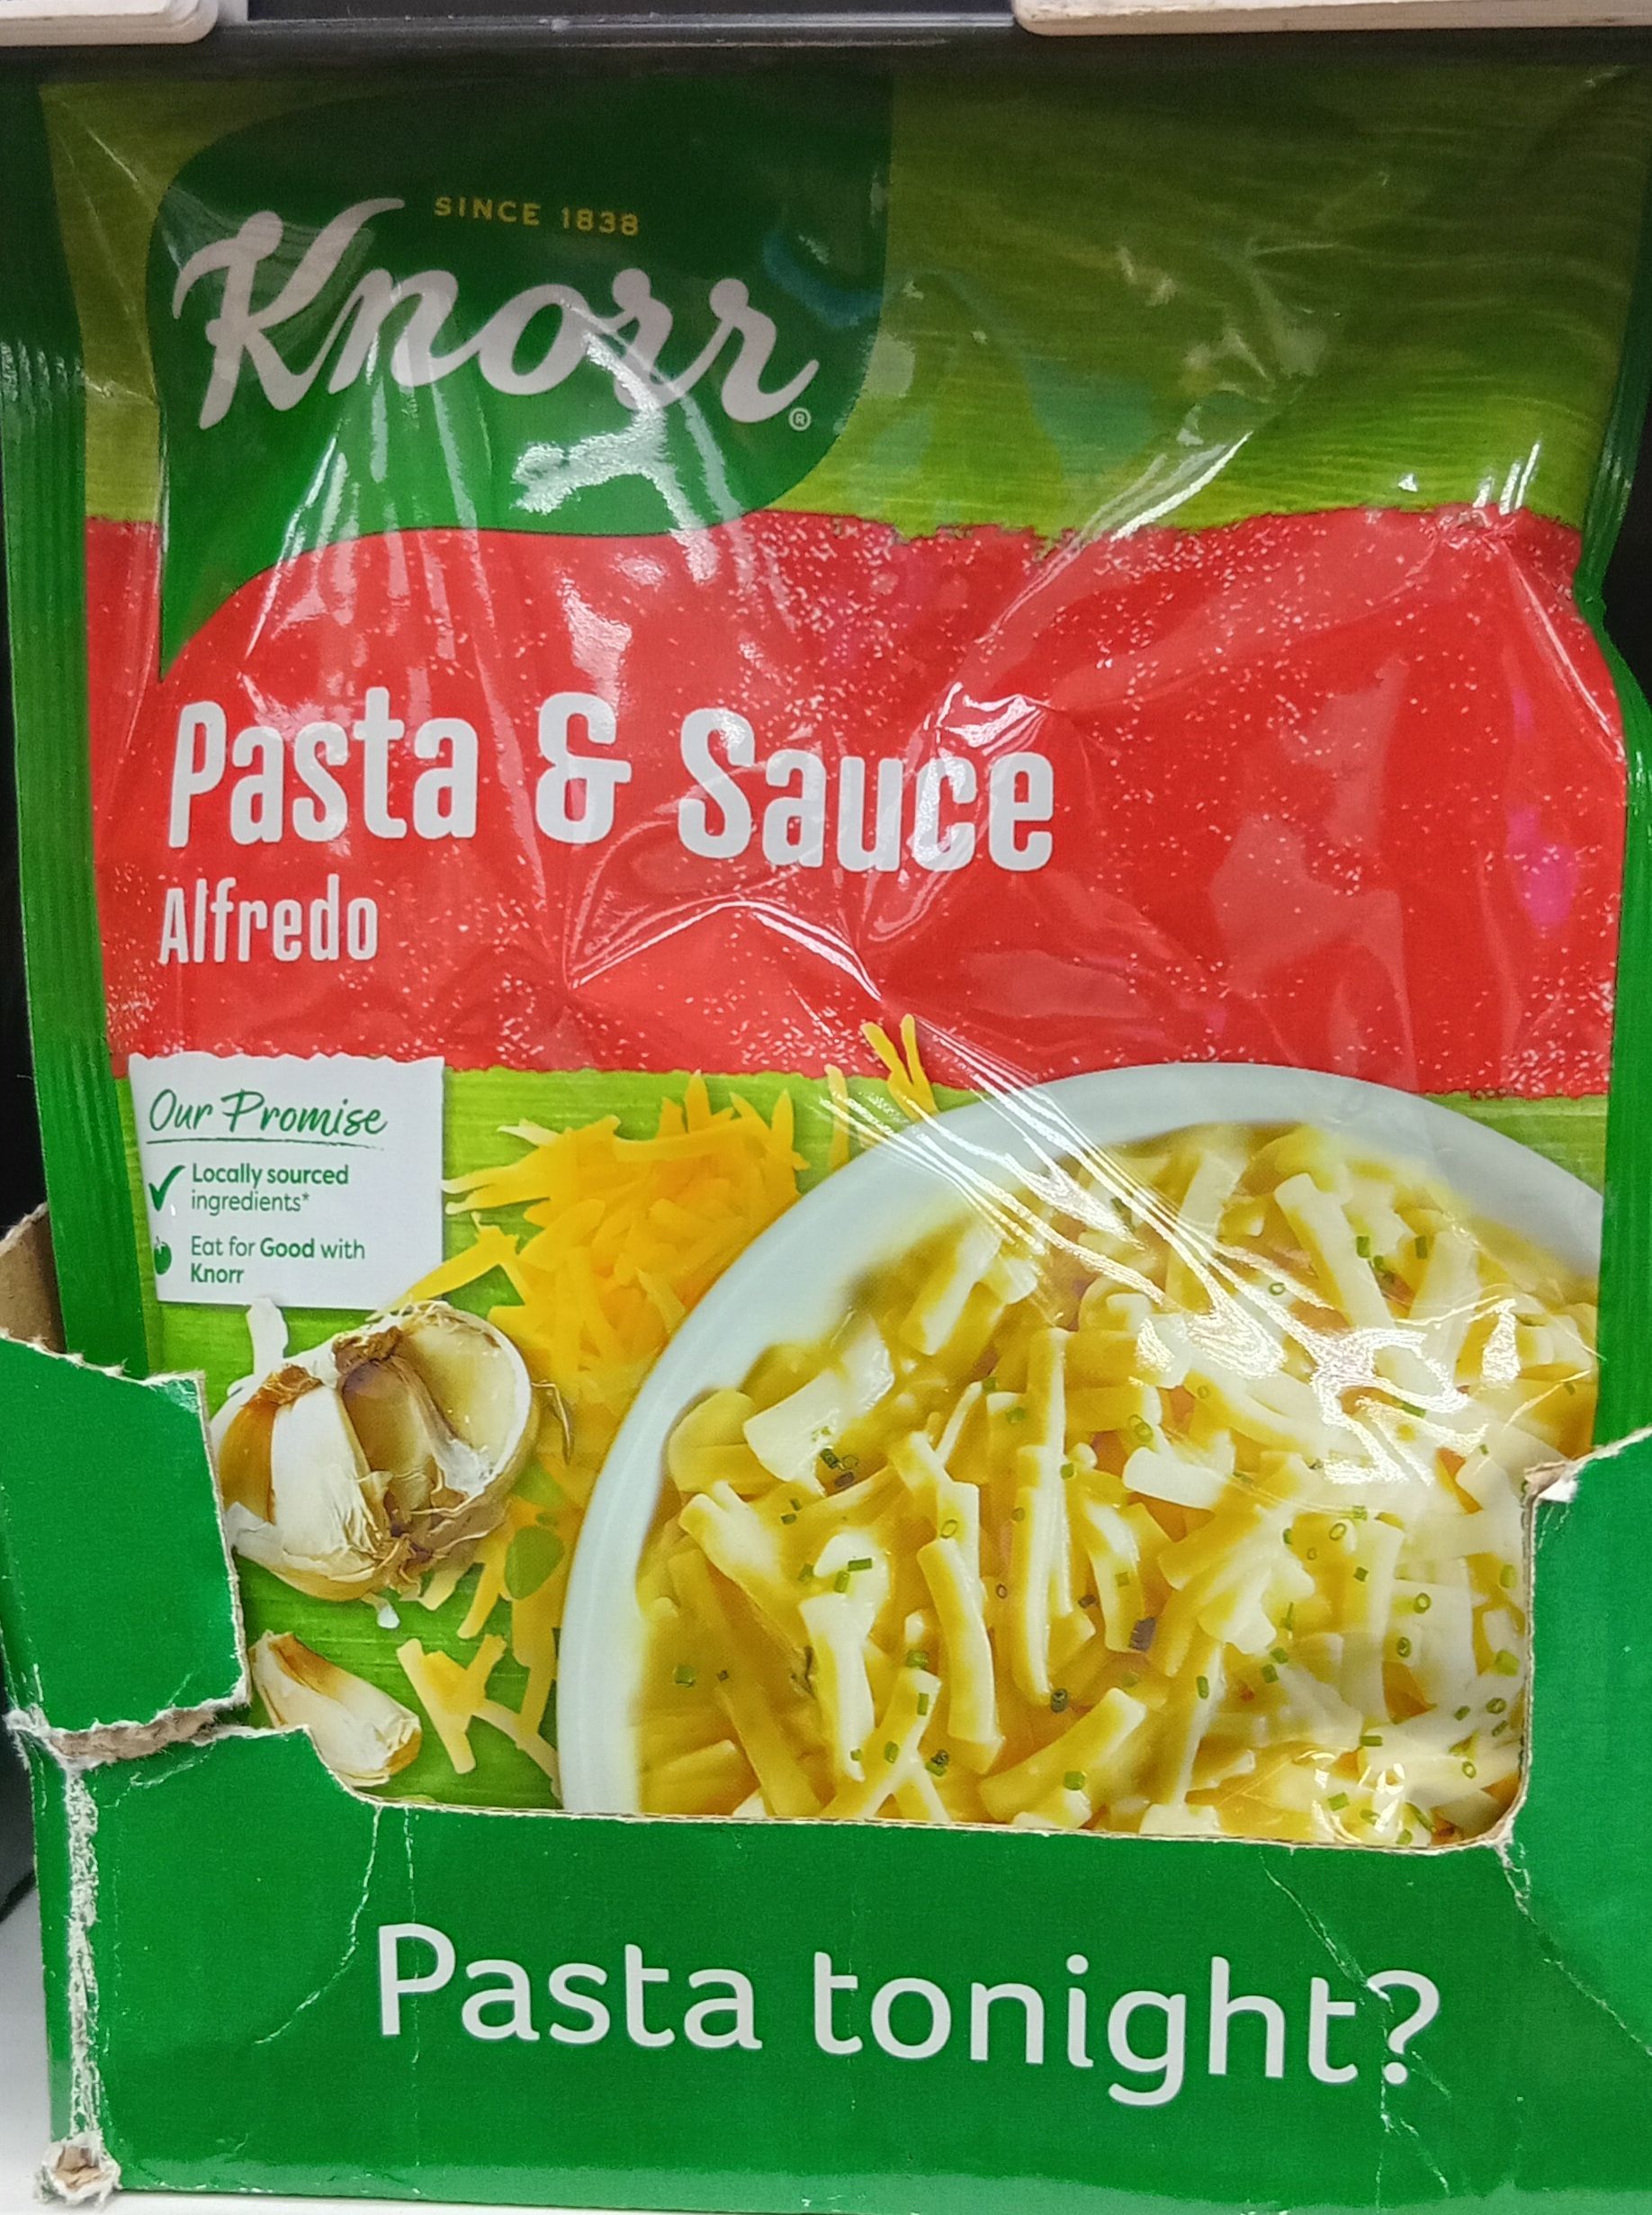 SINCE 1838
Knorr®
Pasta & Sauce
Alfredo
Our Promise
Locally sourced
ingredients*
Eat for Good with
Knorr
Pasta tonight?